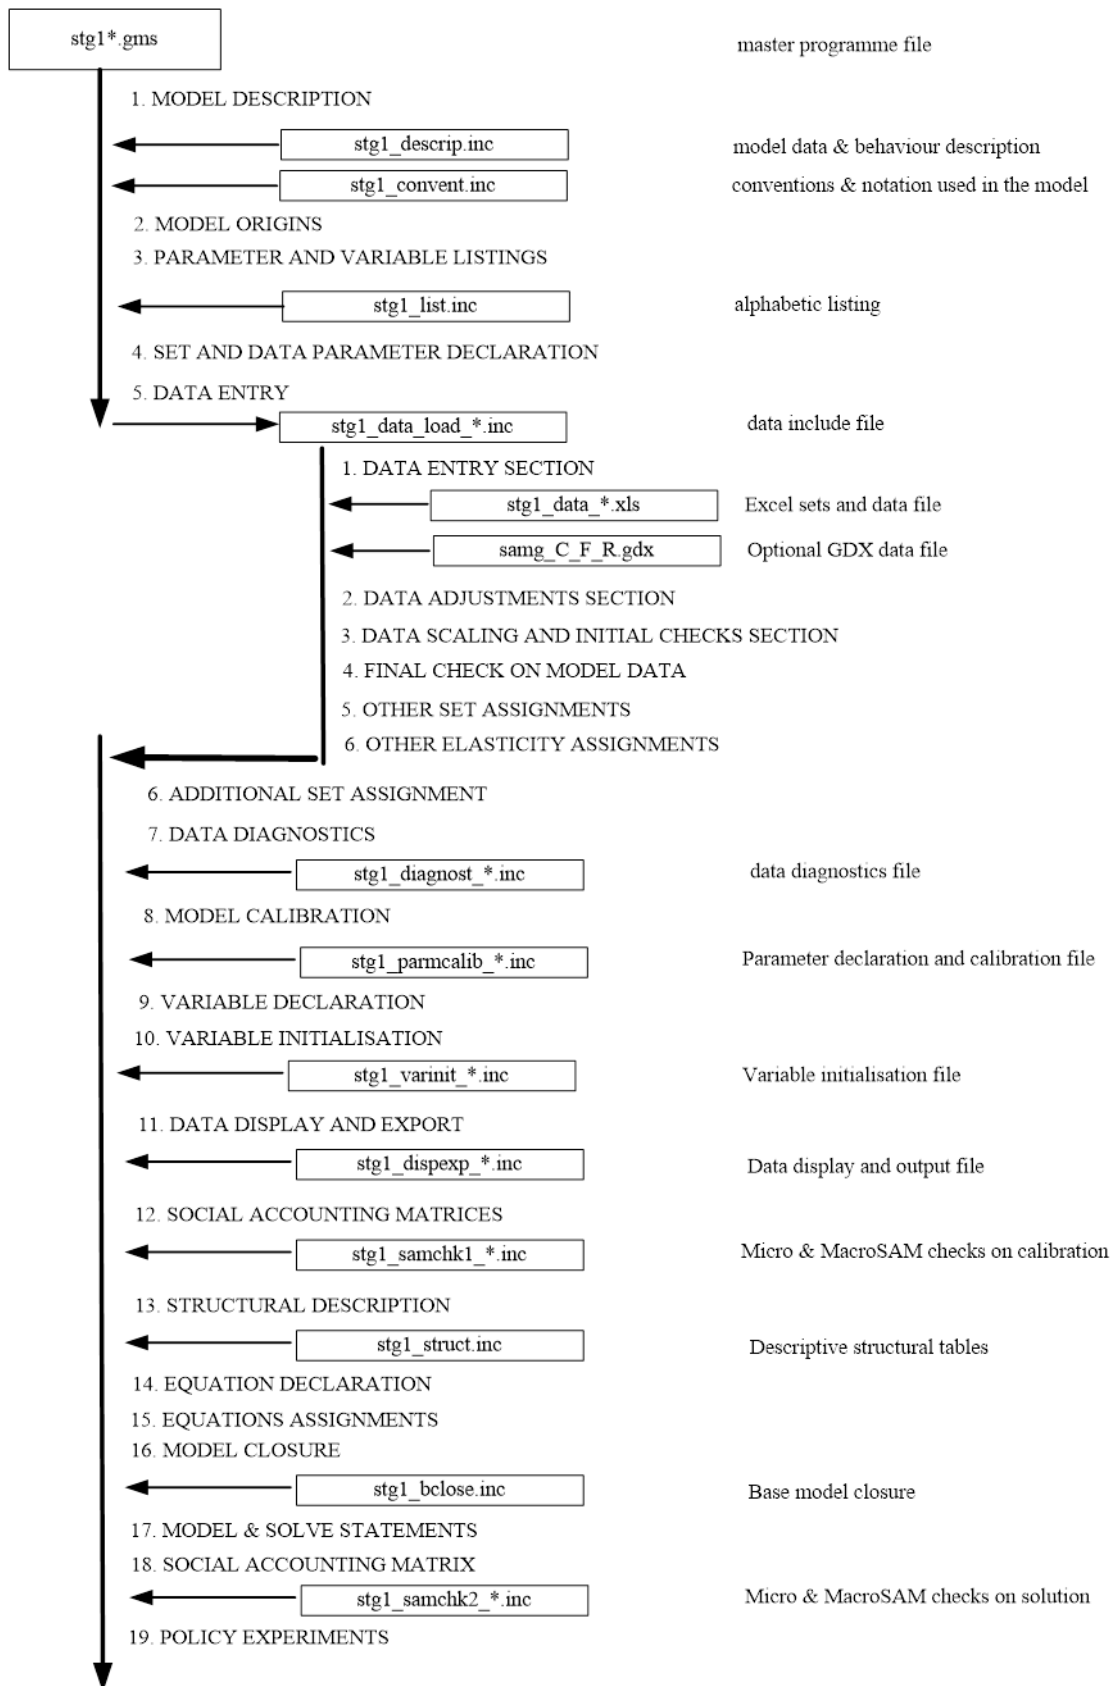 stg1*.gms
master programme file
1. MODEL DESCRIPTION
stg1_descrip.inc
model data & behaviour description
stg1_convent.inc
conventions & notation used in the model
2. MODEL ORIGINS
3. PARAMETER AND VARIABLE LISTINGS
stg1_list.inc
alphabetic listing
4. SET AND DATA PARAMETER DECLARATION
5. DATA ENTRY
stg1_data_load_*.inc
data include file
1. DATA ENTRY SECTION
stg1_data_*.xls
Excel sets and data file
samg_C_F_R.gdx
Optional GDX data file
2. DATA ADJUSTMENTS SECTION
3. DATA SCALING AND INITIAL CHECKS SECTION
4. FINAL CHECK ON MODEL DATA
5. OTHER SET ASSIGNMENTS
6. OTHER ELASTICITY ASSIGNMENTS
6. ADDITIONAL SET ASSIGNMENT
7. DATA DIAGNOSTICS
stg1_diagnost_*.inc
data diagnostics file
8. MODEL CALIBRATION
stg1_parmcalib_*.inc
Parameter declaration and calibration file
9. VARIABLE DECLARATION
10. VARIABLE INITIALISATION
stg1_varinit_*.inc
Variable initialisation file
11. DATA DISPLAY AND EXPORT
stg1_dispexp_*.inc
Data display and output file
12. SOCIAL ACCOUNTING MATRICES
stg1_samchk1_*.inc
Micro & MacroSAM checks on calibration
13. STRUCTURAL DESCRIPTION
stg1_struct.inc
Descriptive structural tables
14. EQUATION DECLARATION
15. EQUATIONS ASSIGNMENTS
16. MODEL CLOSURE
stg1_bclose.inc
Base model closure
17. MODEL & SOLVE STATEMENTS
18. SOCIAL ACCOUNTING MATRIX
stg1_samchk2_*.inc
Micro & MacroSAM checks on solution
19. POLICY EXPERIMENTS